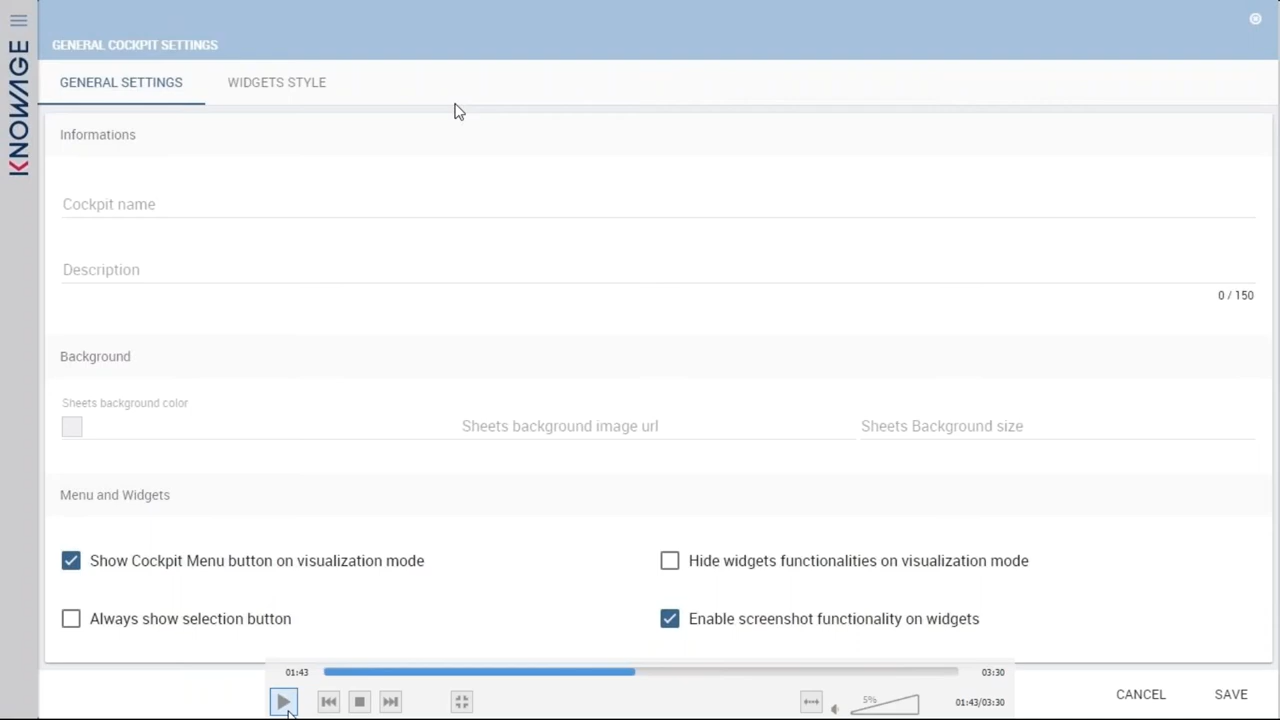 KNOWAGE
GENERAL COCKPIT SETTINGS
GENERAL SETTINGS
WIDGETS STYLE
Informations
Cockpit name
Description
0 / 150
Background
Sheets background color
Sheets background image url
Sheets Background size
Menu and Widgets
Show Cockpit Menu button on visualization mode
Hide widgets functionalities on visualization mode
Always show selection button
Enable screenshot functionality on widgets
01:43
03:30
5%
01:43/03:30
CANCEL
SAVE